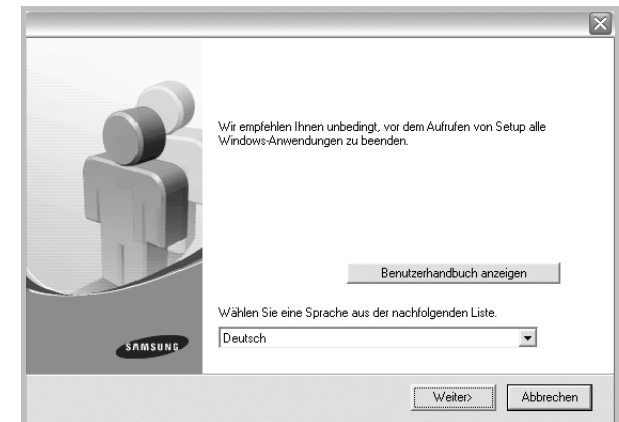 Wir empfehlen Ihnen unbedingt, vor dem Aufrufen von Setup alle
Windows-Anwendungen zu beenden.
Benutzerhandbuch anzeigen
Wählen Sie eine Sprache aus der nachfolgenden Liste.
Deutsch
SAMSUNG
Weiter>
Abbrechen